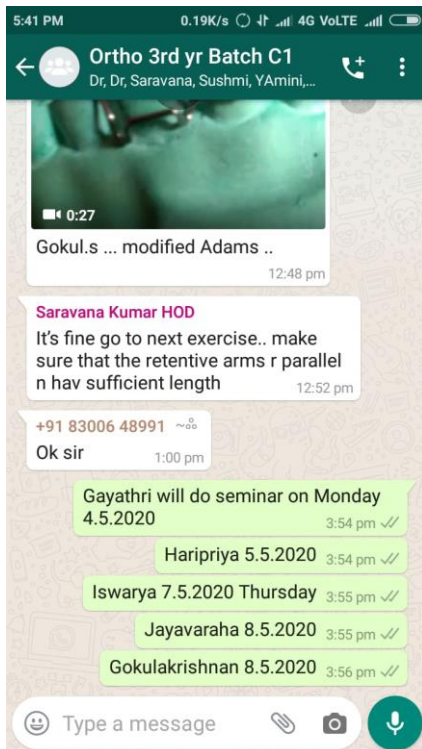 5:41 PM 0.19K/s 4G VoLTE
Ortho 3rd yr Batch C1
Dr, Dr, Saravana, Sushmi, YAmini,...
0:27
Gokul.s ... modified Adams ..
12:48 pm
Saravana Kumar HOD
It's fine go to next exercise.. make
sure that the retentive arms r parallel
n hav sufficient length 12:52 pm
+91 83006 48991 ~ஃ
Ok sir 1:00 pm
Gayathri will do seminar on Monday
4.5.2020 3:54 pm
Haripriya 5.5.2020 3:54 pm
Iswarya 7.5.2020 Thursday 3:55 pm
Jayavaraha 8.5.2020 3:55 pm
Gokulakrishnan 8.5.2020 3:56 pm
Type a message